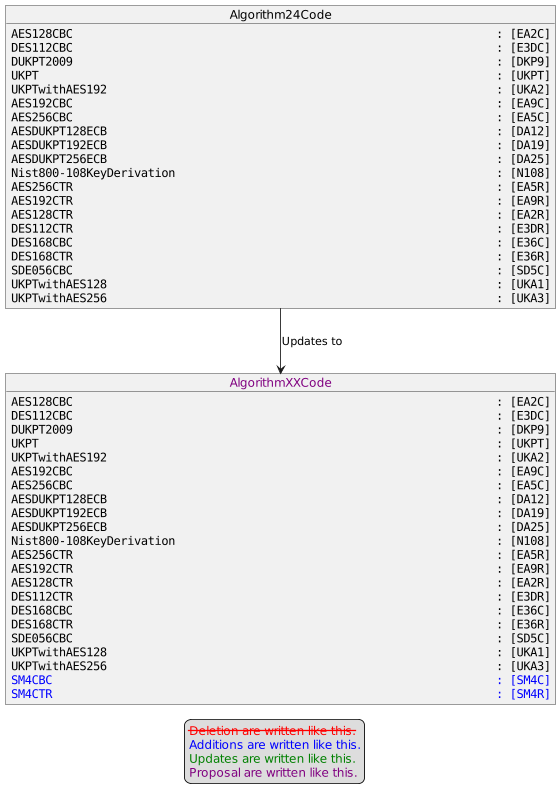 Algorithm24Code
AES128CBC : [EA2C]
DES112CBC : [E3DC]
DUKPT2009 : [DKP9]
UKPT : [UKPT]
UKPTwithAES192 : [UKA2]
AES192CBC : [EA9C]
AES256CBC : [EA5C]
AESDUKPT128ECB : [DA12]
AESDUKPT192ECB : [DA19]
AESDUKPT256ECB : [DA25]
Nist800-108KeyDerivation : [N108]
AES256CTR : [EA5R]
AES192CTR : [EA9R]
AES128CTR : [EA2R]
DES112CTR : [E3DR]
DES168CBC : [E36C]
DES168CTR : [E36R]
SDE056CBC : [SD5C]
UKPTwithAES128 : [UKA1]
UKPTwithAES256 : [UKA3]
Updates to
AlgorithmXXCode
AES128CBC : [EA2C]
DES112CBC : [E3DC]
DUKPT2009 : [DKP9]
UKPT : [UKPT]
UKPTwithAES192 : [UKA2]
AES192CBC : [EA9C]
AES256CBC : [EA5C]
AESDUKPT128ECB : [DA12]
AESDUKPT192ECB : [DA19]
AESDUKPT256ECB : [DA25]
Nist800-108KeyDerivation : [N108]
AES256CTR : [EA5R]
AES192CTR : [EA9R]
AES128CTR : [EA2R]
DES112CTR : [E3DR]
DES168CBC : [E36C]
DES168CTR : [E36R]
SDE056CBC : [SD5C]
UKPTwithAES128 : [UKA1]
UKPTwithAES256 : [UKA3]
SM4CBC : [SM4C]
SM4CTR : [SM4R]
Deletion are written like this.
Additions are written like this.
Updates are written like this.
Proposal are written like this.